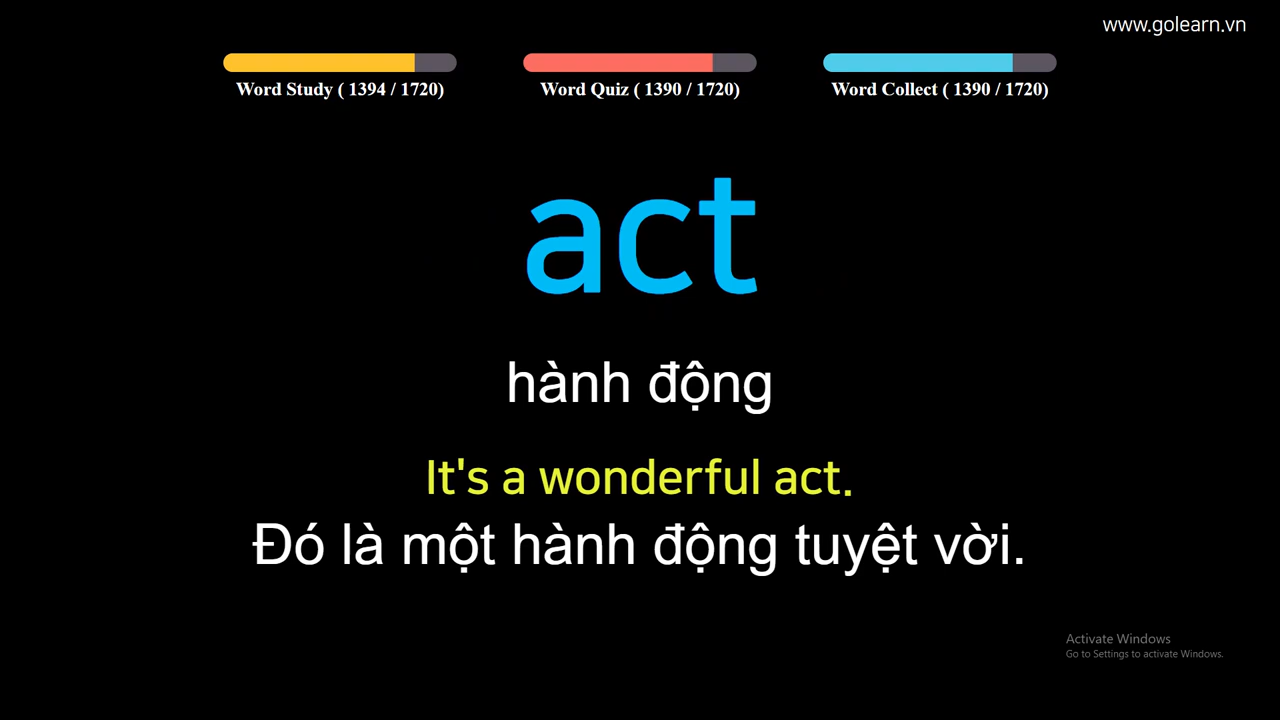 www.golearn.vn
Word Study ( 1394 / 1720) Word Quiz ( 1390 / 1720) Word Collect ( 1390 / 1720)
act
hành động
It's a wonderful act.
Đó là một hành động tuyệt vời.
Activate Windows
Go to Settings to activate Windows.